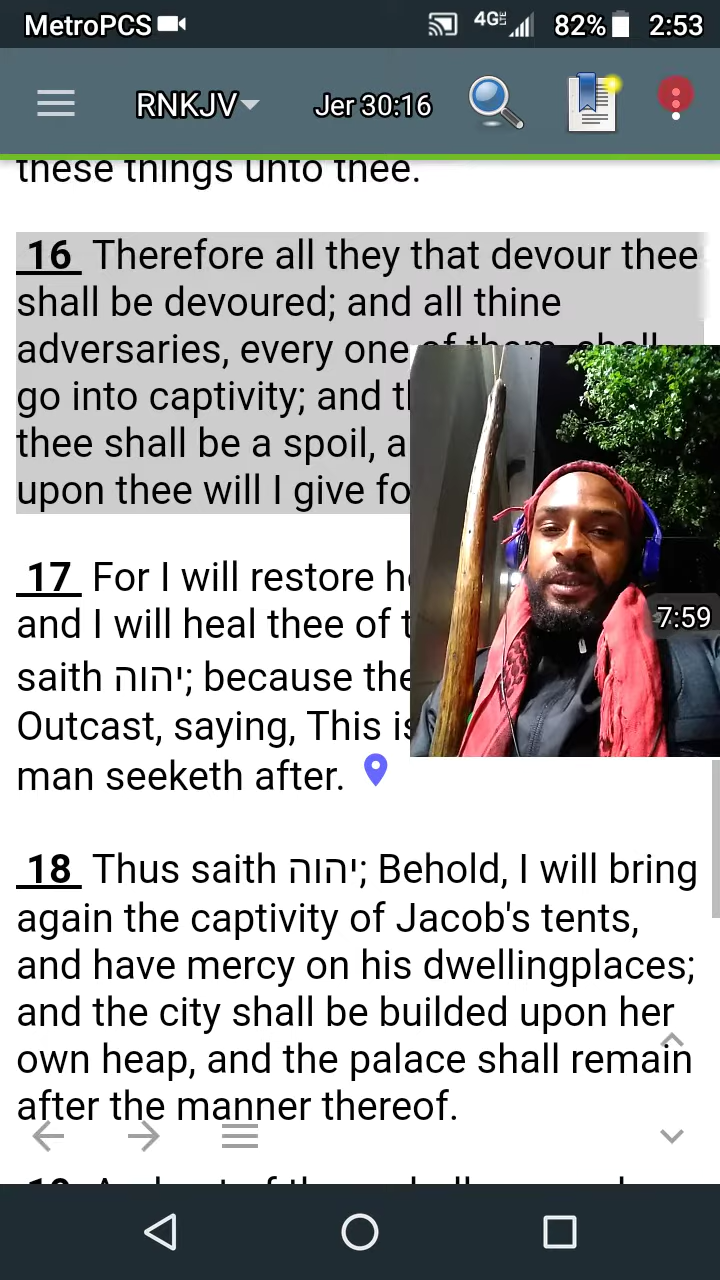 MetroPCS 4G LTE 82% 2:53
RNKJV Jer 30:16
these things unto thee.
16 Therefore all they that devour thee
shall be devoured; and all thine
adversaries, every one of them, shall
go into captivity; and
thee shall be a spoil,
upon thee will I give
17 For I will restore
and I will heal thee of
saith יהוה; because
Outcast, saying, This
man seeketh after.
7:59
18 Thus saith יהוה; Behold, I will bring
again the captivity of Jacob's tents,
and have mercy on his dwellingplaces;
and the city shall be builded upon her
own heap, and the palace shall remain
after the manner thereof.